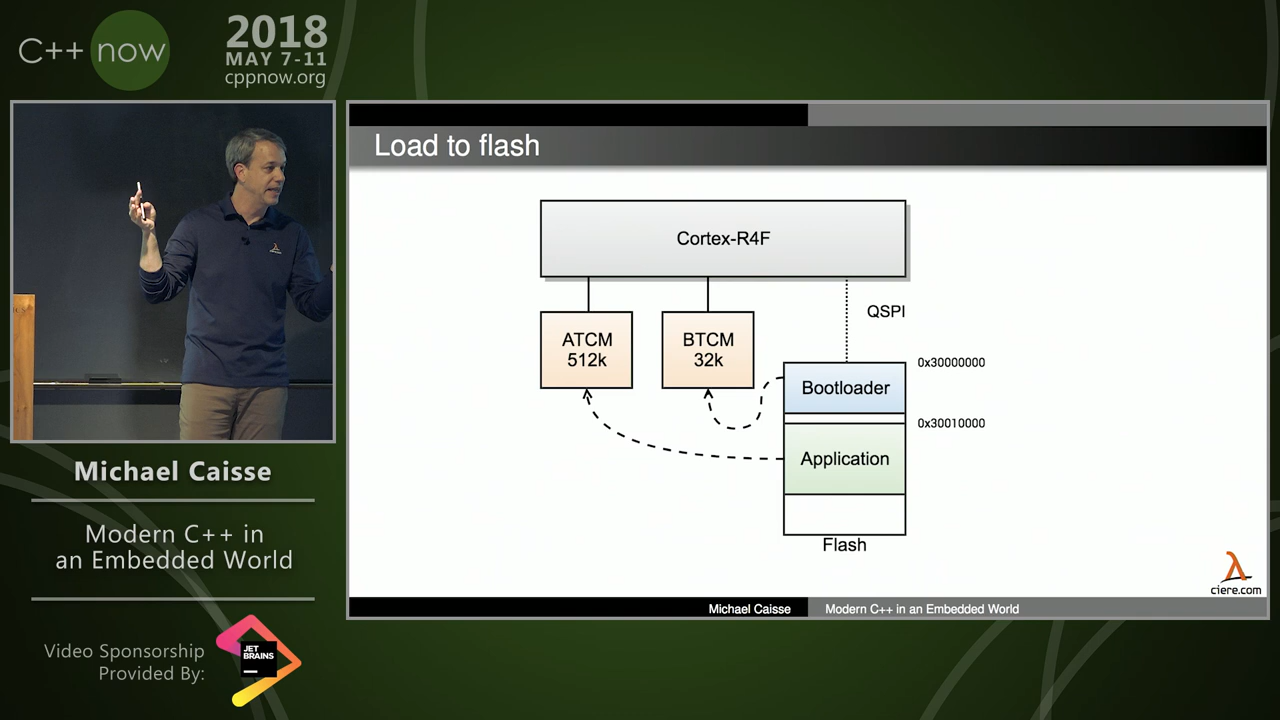 C++ now
2018
MAY 7-11
cppnow.org
Load to flash
Cortex-R4F
QSPI
ATCM
512k
BTCM
32k
0x30000000
Bootloader
0x30010000
Application
Flash
λ
ciere.com
Michael Caisse
Modern C++ in an Embedded World
Michael Caisse
Modern C++ in
an Embedded World
Video Sponsorship
Provided By:
JET
BRAINS